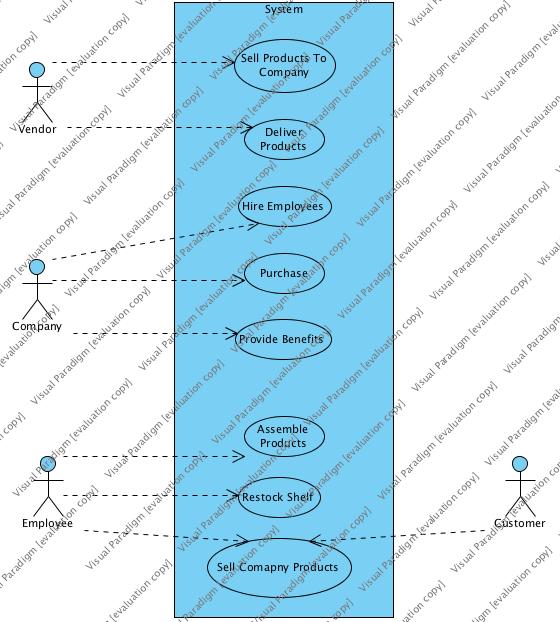 System
Sell Products To
Company
Vendor
Deliver
Products
Hire Employees
Purchase
Company
Provide Benefits
Assemble
Products
Restock Shelf
Employee
Customer
Sell Comapny Products
Visual Paradigm [evaluation copy]